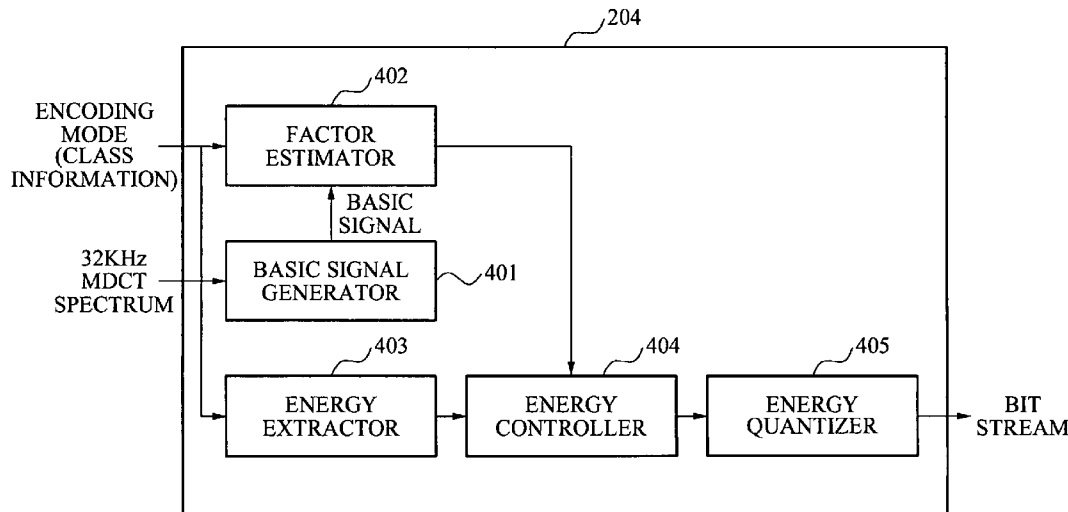 204
402
ENCODING
MODE
(CLASS
INFORMATION)
FACTOR
ESTIMATOR
BASIC
SIGNAL
32KHz
MDCT
SPECTRUM
BASIC SIGNAL
GENERATOR
401
403
404
405
ENERGY
EXTRACTOR
ENERGY
CONTROLLER
ENERGY
QUANTIZER
BIT
STREAM